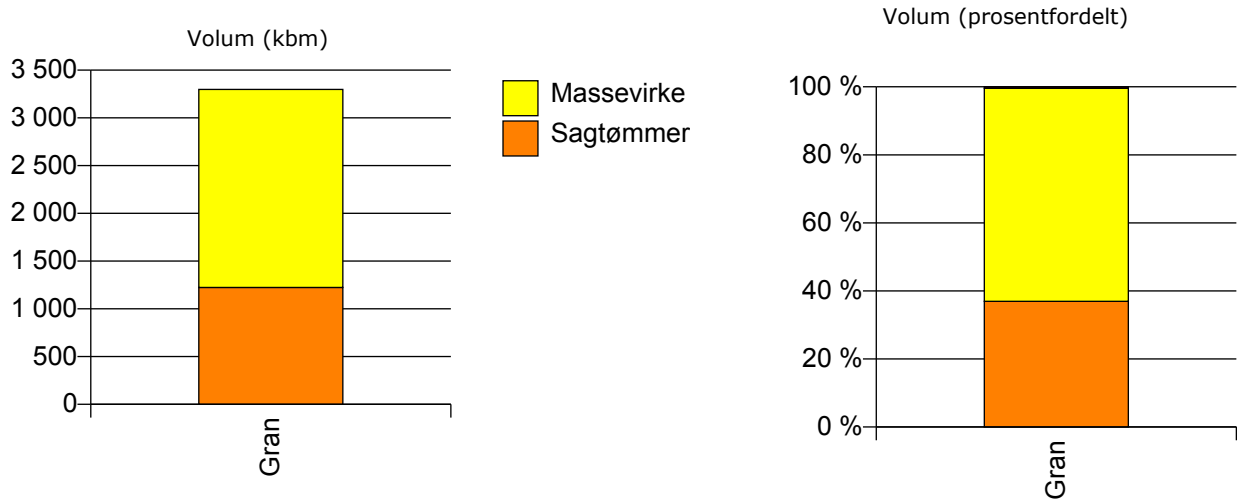 Volum (kbm)
3 500
3 000
2 500
2 000
1 500
1 000
500
0
Gran
Massevirke
Sagtømmer
Volum (prosentfordelt)
100 %
80 %
60 %
40 %
20 %
0 %
Gran